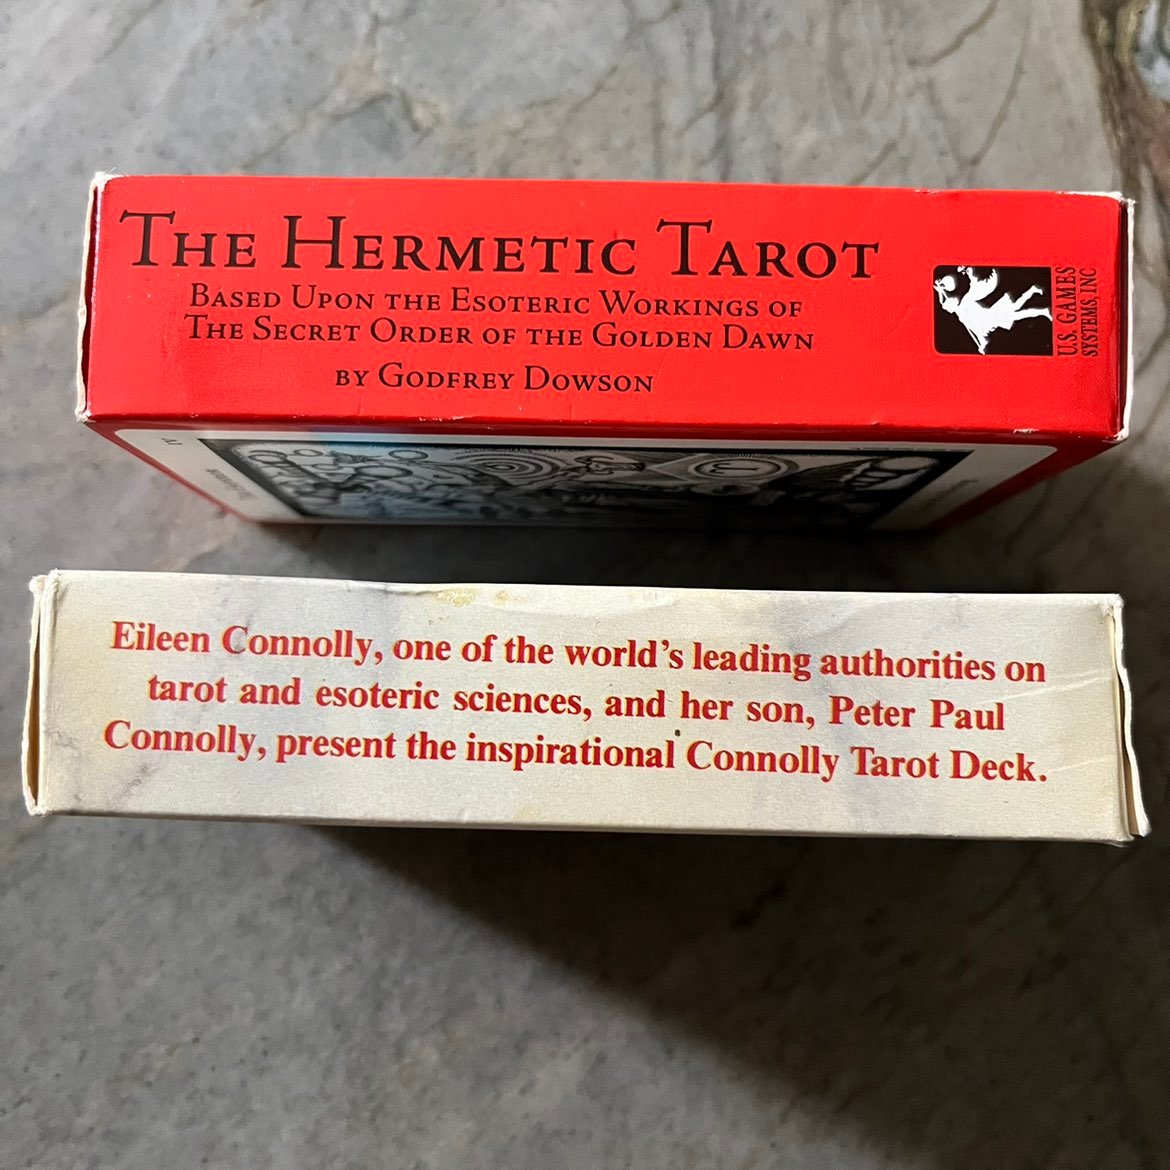 THE HERMETIC TAROT
BASED UPON THE ESOTERIC WORKINGS OF
THE SECRET ORDER OF THE GOLDEN DAWN
BY GODFREY DOWSON
U.S. GAMES
SYSTEMS, INC
IV
Eileen Connolly, one of the world's leading authorities on
tarot and esoteric sciences, and her son, Peter Paul
Connolly, present the inspirational Connolly Tarot Deck.